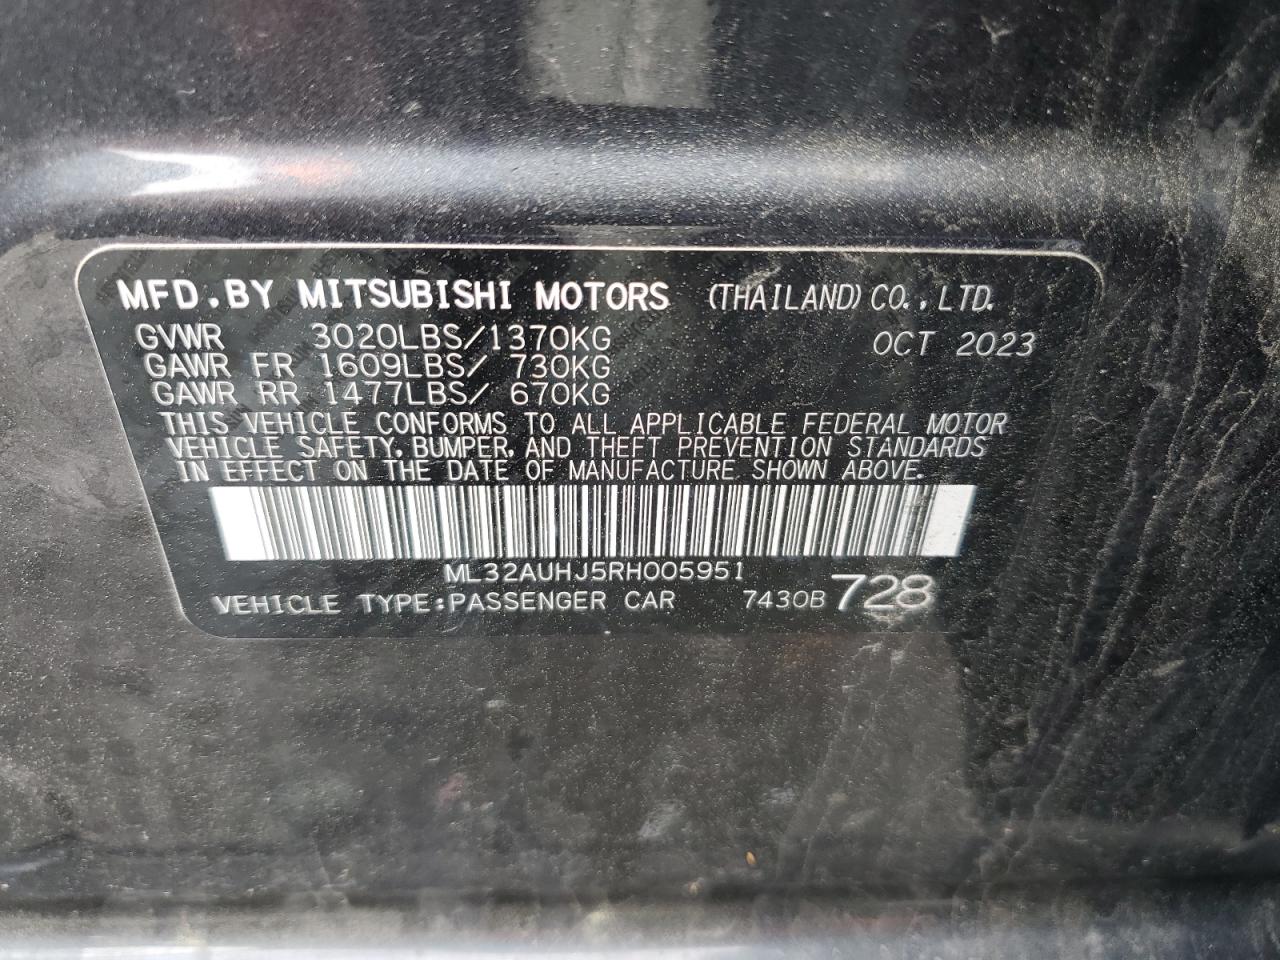 MFD.BY MITSUBISHI MOTORS (THAILAND) CO.,LTD.
GVWR 3020LBS/1370KG OCT 2023
GAWR FR 1609LBS/ 730KG
GAWR RR 1477LBS/ 670KG
THIS VEHICLE CONFORMS TO ALL APPLICABLE FEDERAL MOTOR
VEHICLE SAFETY, BUMPER, AND THEFT PREVENTION STANDARDS
IN EFFECT ON THE DATE OF MANUFACTURE SHOWN ABOVE.
ML32AUHJ5RH005951
VEHICLE TYPE:PASSENGER CAR 7430B 728